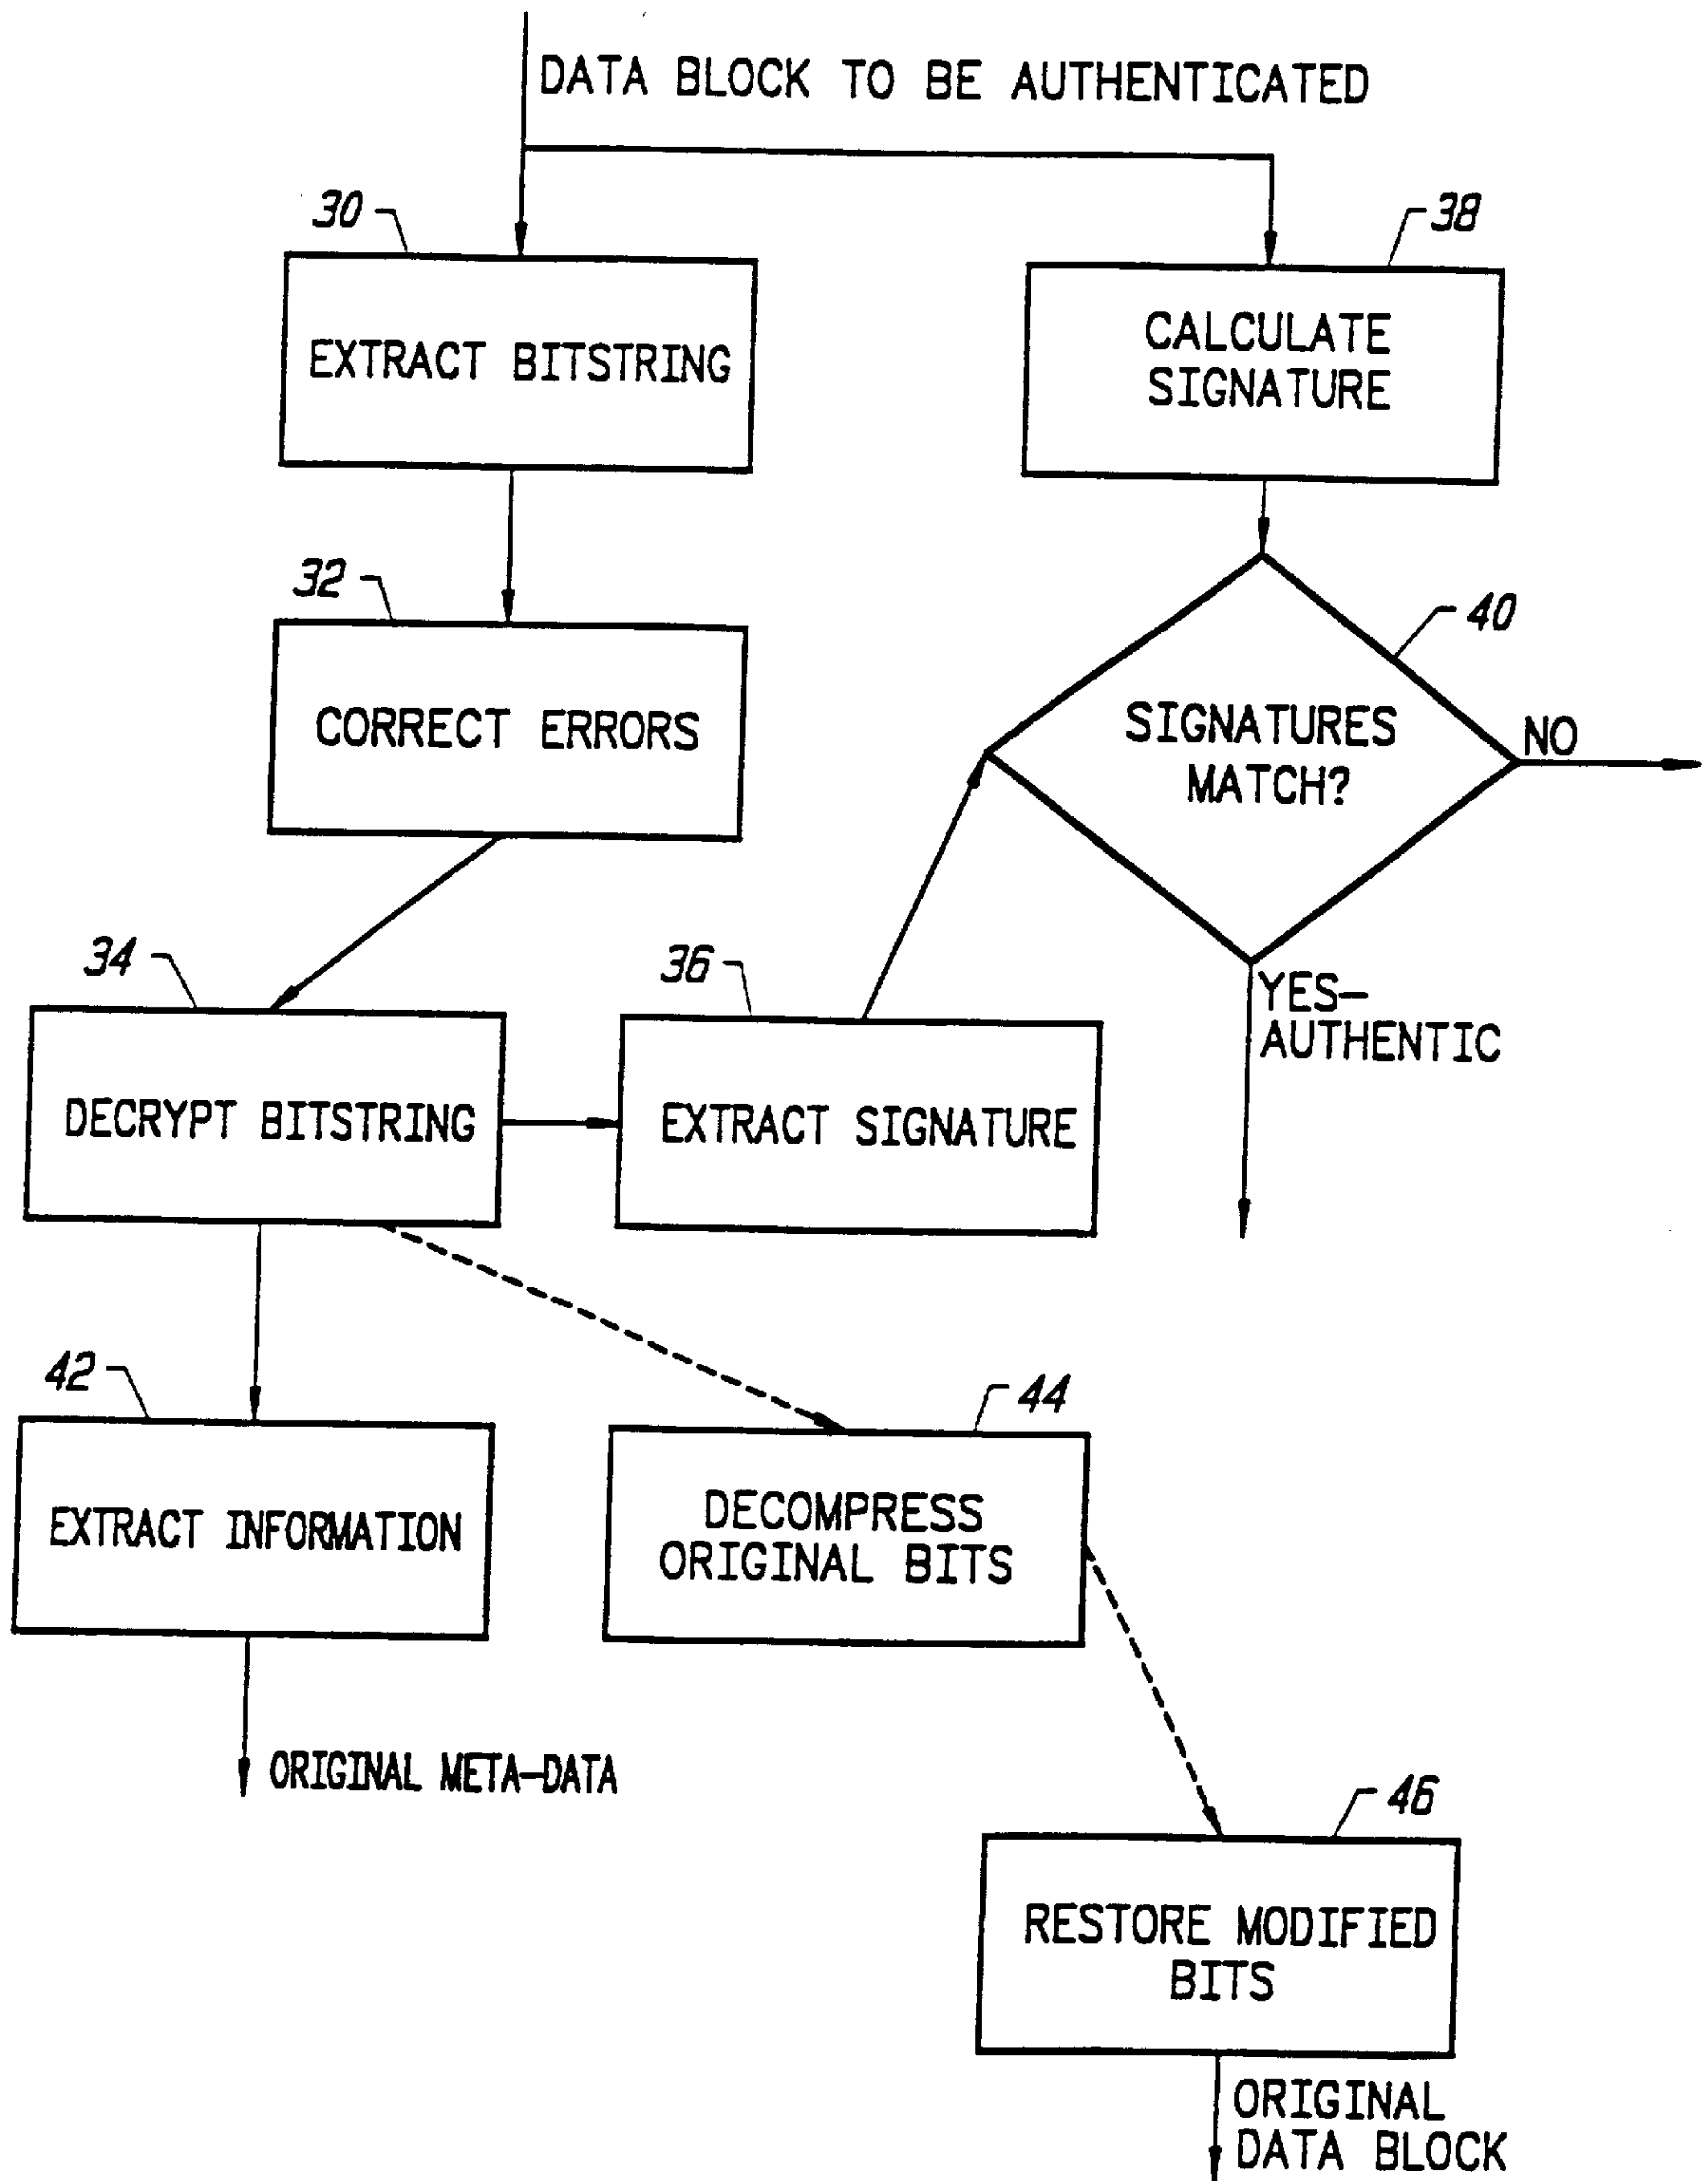 DATA BLOCK TO BE AUTHENTICATED
30
38
EXTRACT BITSTRING
CALCULATE
SIGNATURE
32
40
CORRECT ERRORS
SIGNATURES
MATCH?
NO
34
36
YES-
AUTHENTIC
DECRYPT BITSTRING
EXTRACT SIGNATURE
42
44
EXTRACT INFORMATION
DECOMPRESS
ORIGINAL BITS
ORIGINAL META-DATA
46
RESTORE MODIFIED
BITS
ORIGINAL
DATA BLOCK